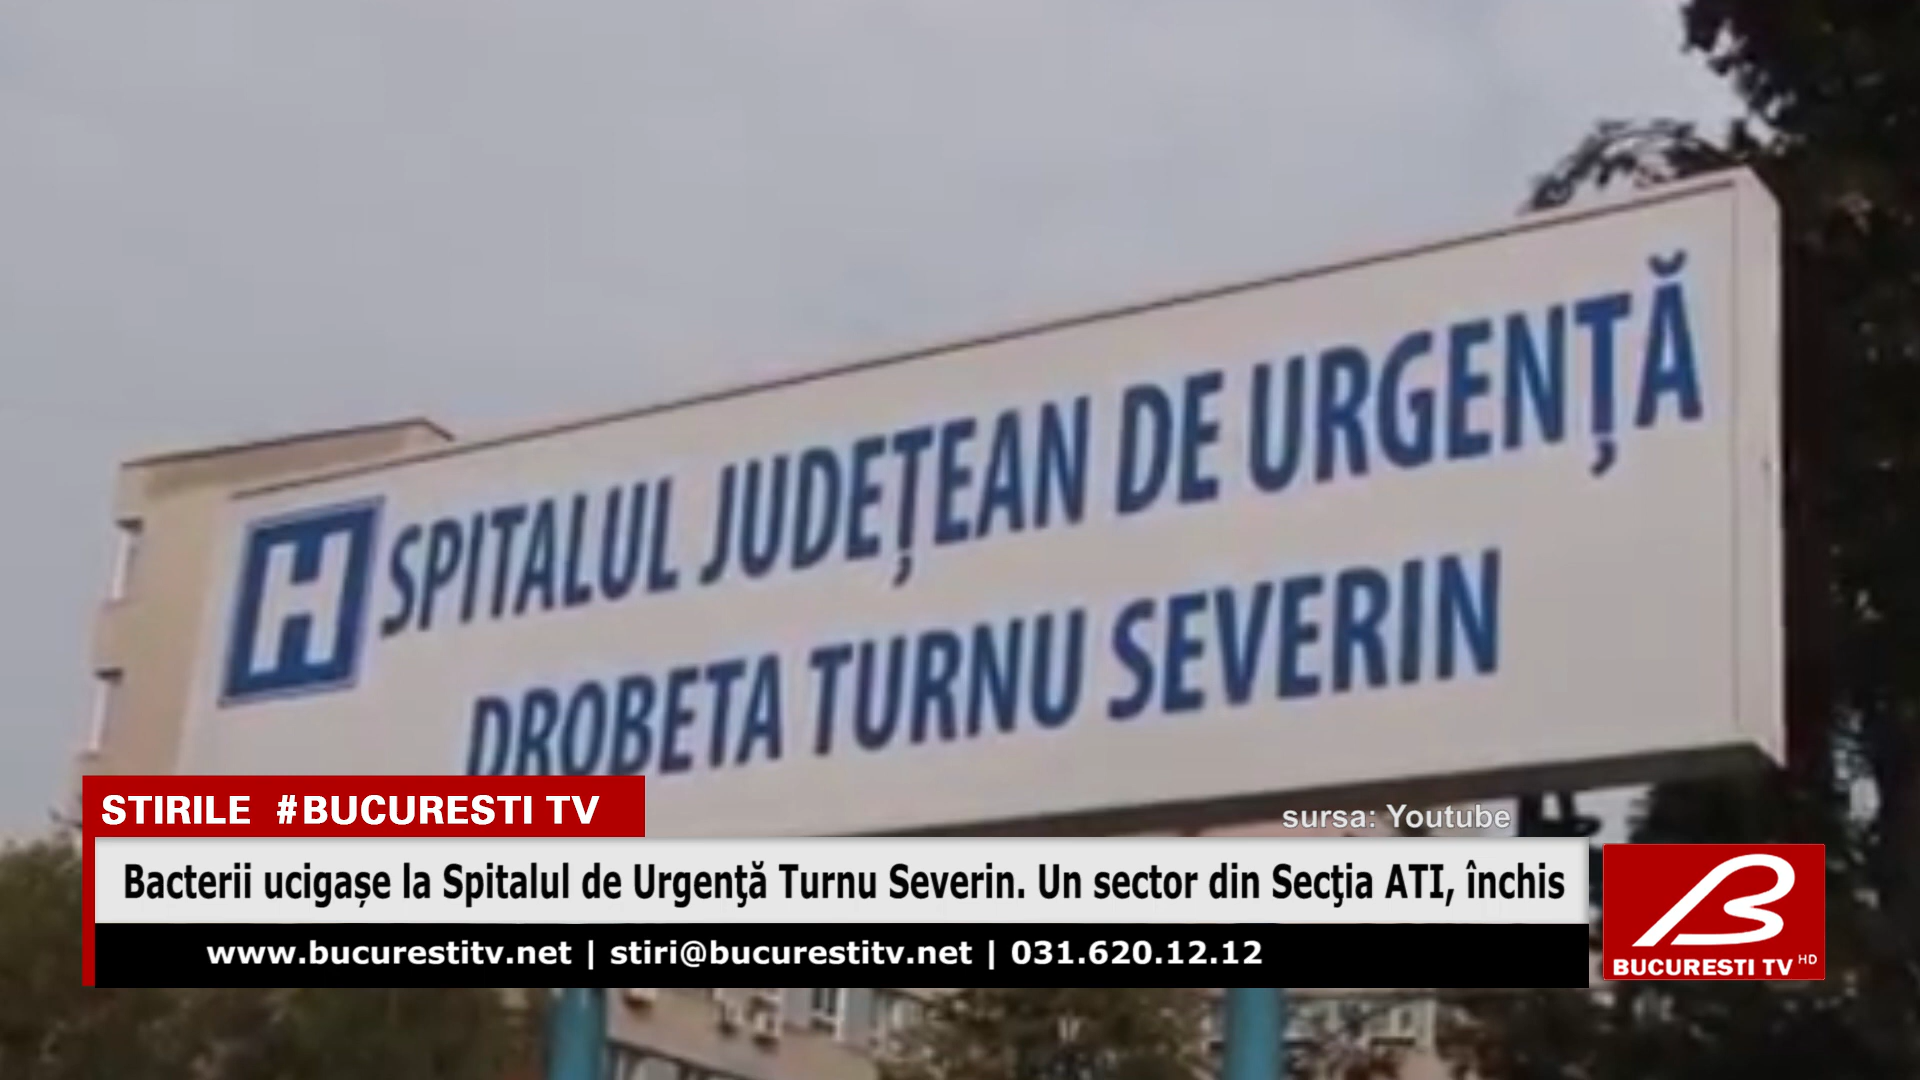 SPITALUL JUDEȚEAN DE URGENȚĂ
DROBETA TURNU SEVERIN
STIRILE #BUCURESTI TV
sursa: Youtube
Bacterii ucigașe la Spitalul de Urgenţă Turnu Severin. Un sector din Secţia ATI, închis
www.bucurestitv.net | stiri@bucurestitv.net | 031.620.12.12
B
BUCURESTI TV HD
H